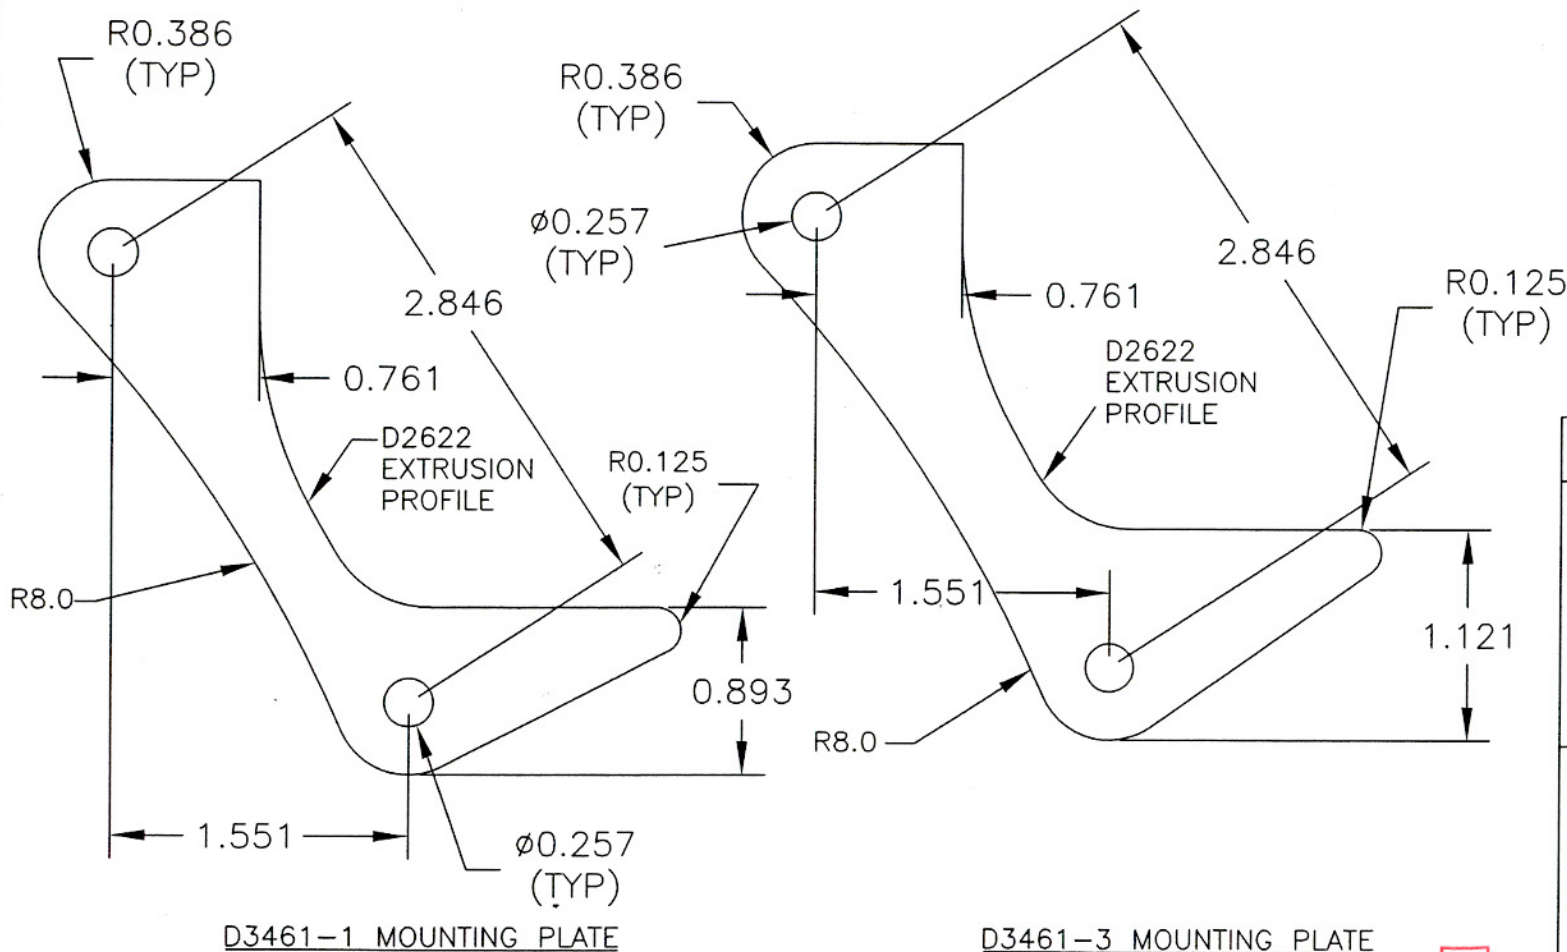 R0.386
(TYP)
2.846
0.761
D2622
EXTRUSION
PROFILE
R0.125
(TYP)
R8.0
0.893
1.551
ø0.257
(TYP)
D3461-1 MOUNTING PLATE
R0.386
(TYP)
ø0.257
(TYP)
2.846
0.761
R0.125
(TYP)
D2622
EXTRUSION
PROFILE
1.551
1.121
R8.0
D3461-3 MOUNTING PLATE